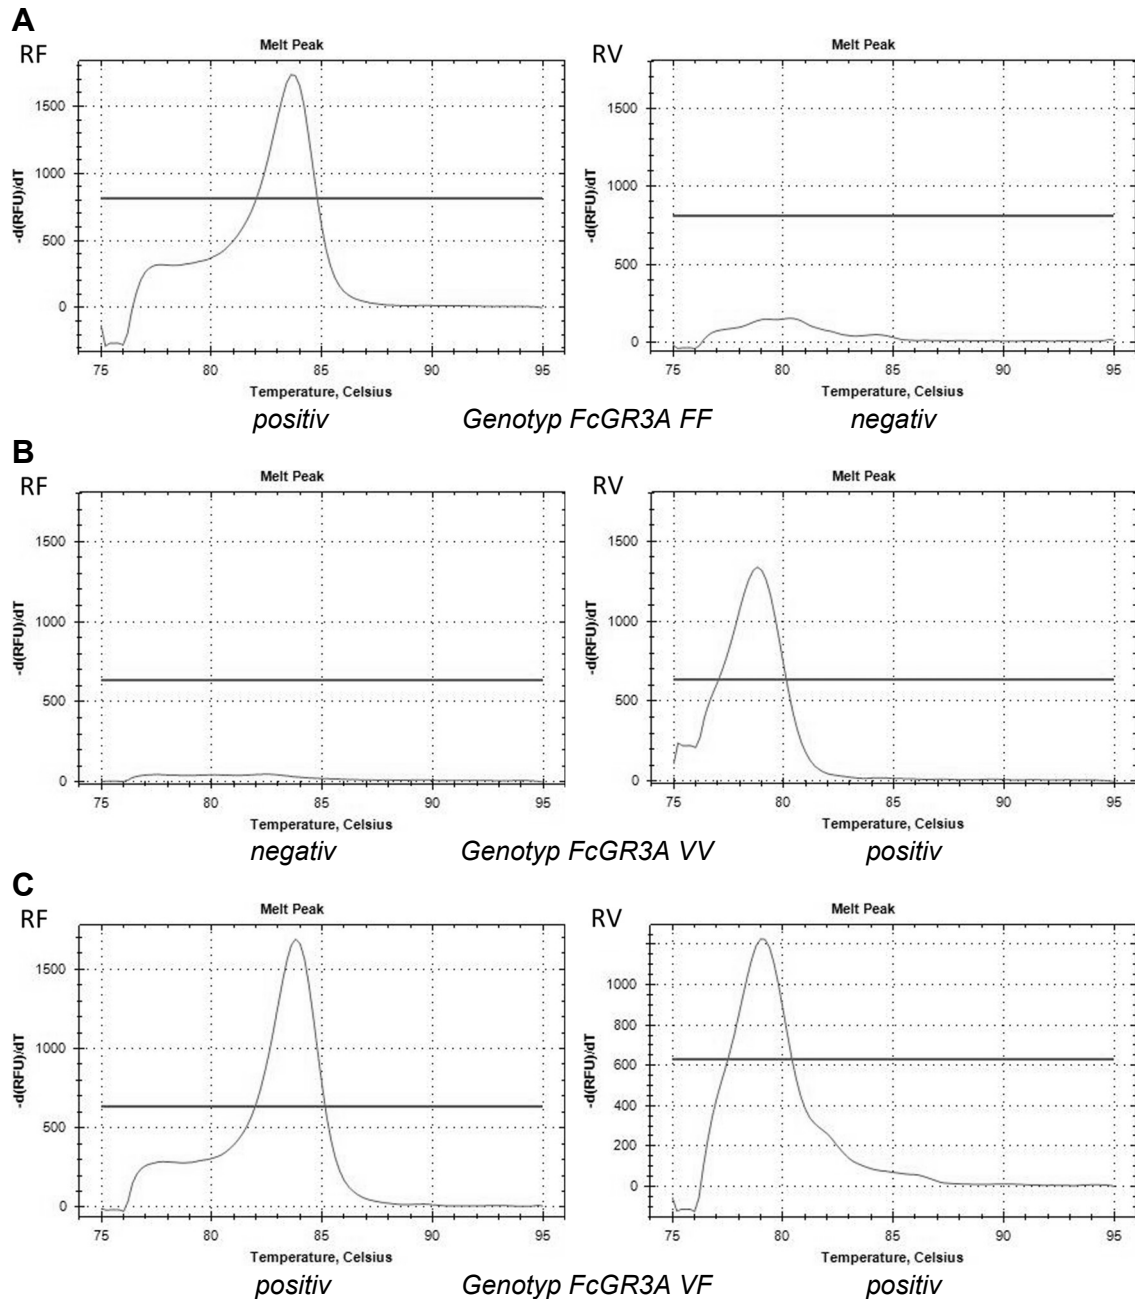 A
RF
Melt Peak
-d(RFU)/dT
1500
1000
500
0
75 80 85 90 95
Temperature, Celsius
RV
Melt Peak
-d(RFU)/dT
1500
1000
500
0
75 80 85 90 95
Temperature, Celsius
positiv Genotyp FcGR3A FF negativ
B
RF
Melt Peak
-d(RFU)/dT
1500
1000
500
0
75 80 85 90 95
Temperature, Celsius
RV
Melt Peak
-d(RFU)/dT
1500
1000
500
0
75 80 85 90 95
Temperature, Celsius
negativ Genotyp FcGR3A VV positiv
C
RF
Melt Peak
-d(RFU)/dT
1500
1000
500
0
75 80 85 90 95
Temperature, Celsius
RV
Melt Peak
-d(RFU)/dT
1000
800
600
400
200
0
75 80 85 90 95
Temperature, Celsius
positiv Genotyp FcGR3A VF positiv